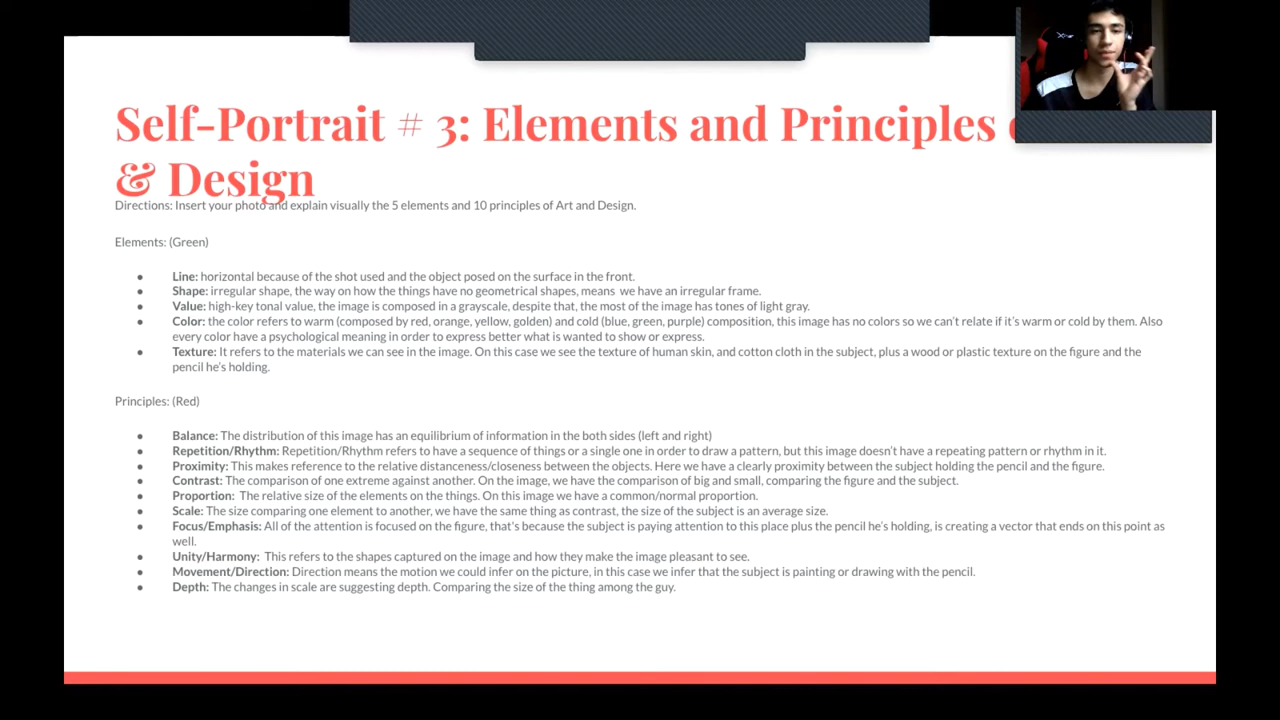 Self-Portrait # 3: Elements and Principles
& Design
Directions: Insert your photo and explain visually the 5 elements and 10 principles of Art and Design.
Elements: (Green)
● Line: horizontal because of the shot used and the object posed on the surface in the front.
● Shape: irregular shape, the way on how the things have no geometrical shapes, means we have an irregular frame.
● Value: high-key tonal value, the image is composed in a grayscale, despite that, the most of the image has tones of light gray.
● Color: the color refers to warm (composed by red, orange, yellow, golden) and cold (blue, green, purple) composition, this image has no colors so we can't relate if it's warm or cold by them. Also
every color have a psychological meaning in order to express better what is wanted to show or express.
● Texture: It refers to the materials we can see in the image. On this case we see the texture of human skin, and cotton cloth in the subject, plus a wood or plastic texture on the figure and the
pencil he's holding.
Principles: (Red)
● Balance: The distribution of this image has an equilibrium of information in the both sides (left and right)
● Repetition/Rhythm: Repetition/Rhythm refers to have a sequence of things or a single one in order to draw a pattern, but this image doesn't have a repeating pattern or rhythm in it.
● Proximity: This makes reference to the relative distanceness/closeness between the objects. Here we have a clearly proximity between the subject holding the pencil and the figure.
● Contrast: The comparison of one extreme against another. On the image, we have the comparison of big and small, comparing the figure and the subject.
● Proportion: The relative size of the elements on the things. On this image we have a common/normal proportion.
● Scale: The size comparing one element to another, we have the same thing as contrast, the size of the subject is an average size.
● Focus/Emphasis: All of the attention is focused on the figure, that's because the subject is paying attention to this place plus the pencil he's holding, is creating a vector that ends on this point as
well.
● Unity/Harmony: This refers to the shapes captured on the image and how they make the image pleasant to see.
● Movement/Direction: Direction means the motion we could infer on the picture, in this case we infer that the subject is painting or drawing with the pencil.
● Depth: The changes in scale are suggesting depth. Comparing the size of the thing among the guy.